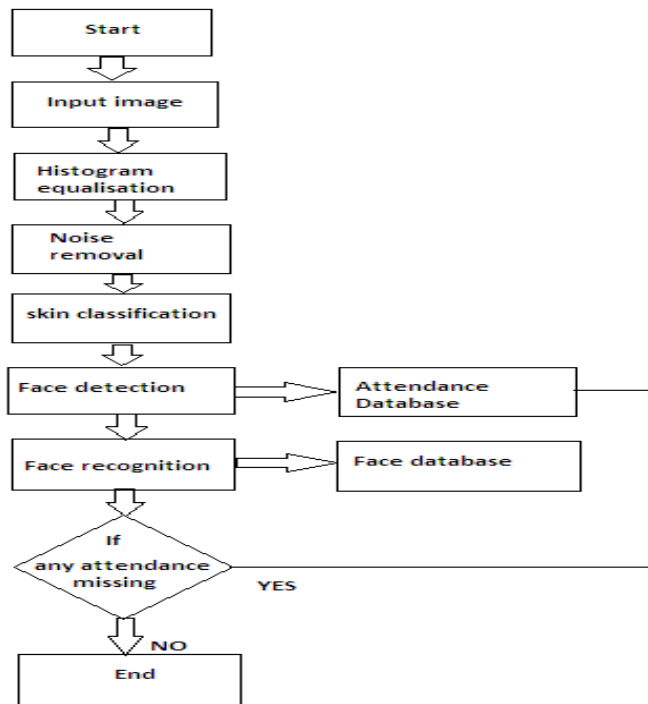 Start
Input image
Histogram
equalisation
Noise
removal
skin classification
Face detection
Attendance
Database
Face recognition
Face database
If
any attendance
missing
YES
NO
End